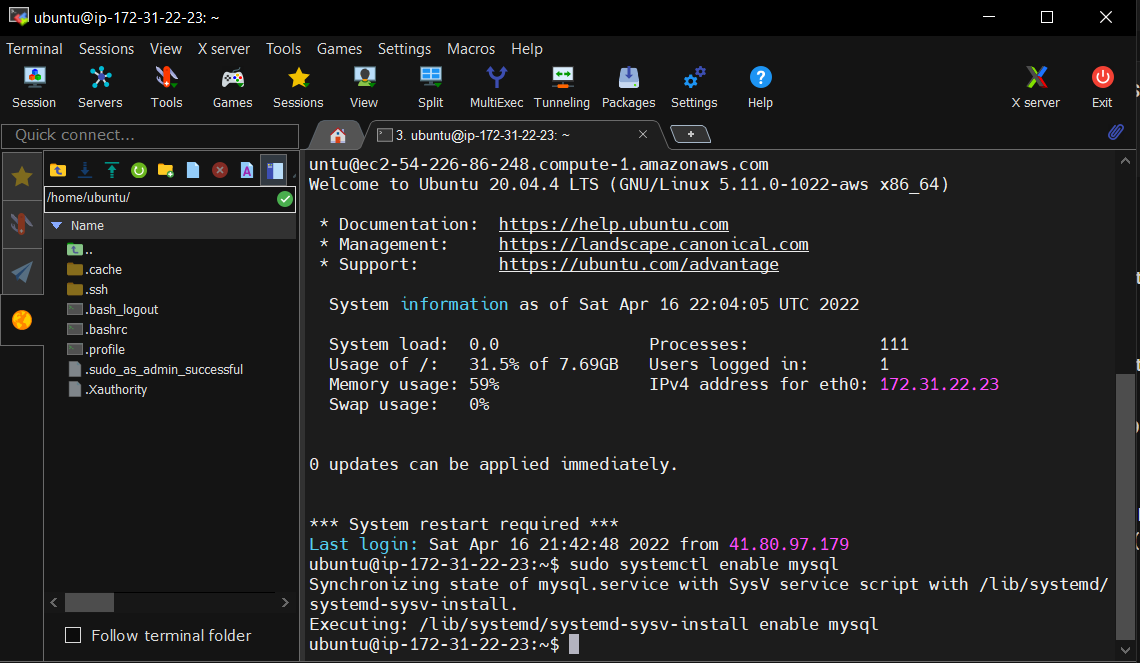 ubuntu@ip-172-31-22-23: ~
Terminal Sessions View X server Tools Games Settings Macros Help
Session Servers Tools Games Sessions View Split MultiExec Tunneling Packages Settings Help X server Exit
Quick connect...
3. ubuntu@ip-172-31-22-23: ~
/home/ubuntu/
Name
..
.cache
.ssh
.bash_logout
.bashrc
.profile
.sudo_as_admin_successful
.Xauthority
Follow terminal folder
untu@ec2-54-226-86-248.compute-1.amazonaws.com
Welcome to Ubuntu 20.04.4 LTS (GNU/Linux 5.11.0-1022-aws x86_64)
* Documentation: https://help.ubuntu.com
* Management: https://landscape.canonical.com
* Support: https://ubuntu.com/advantage
System information as of Sat Apr 16 22:04:05 UTC 2022
System load: 0.0 Processes: 111
Usage of /: 31.5% of 7.69GB Users logged in: 1
Memory usage: 59% IPv4 address for eth0: 172.31.22.23
Swap usage: 0%
0 updates can be applied immediately.
*** System restart required ***
Last login: Sat Apr 16 21:42:48 2022 from 41.80.97.179
ubuntu@ip-172-31-22-23:~$ sudo systemctl enable mysql
Synchronizing state of mysql.service with SysV service script with /lib/systemd/
systemd-sysv-install.
Executing: /lib/systemd/systemd-sysv-install enable mysql
ubuntu@ip-172-31-22-23:~$